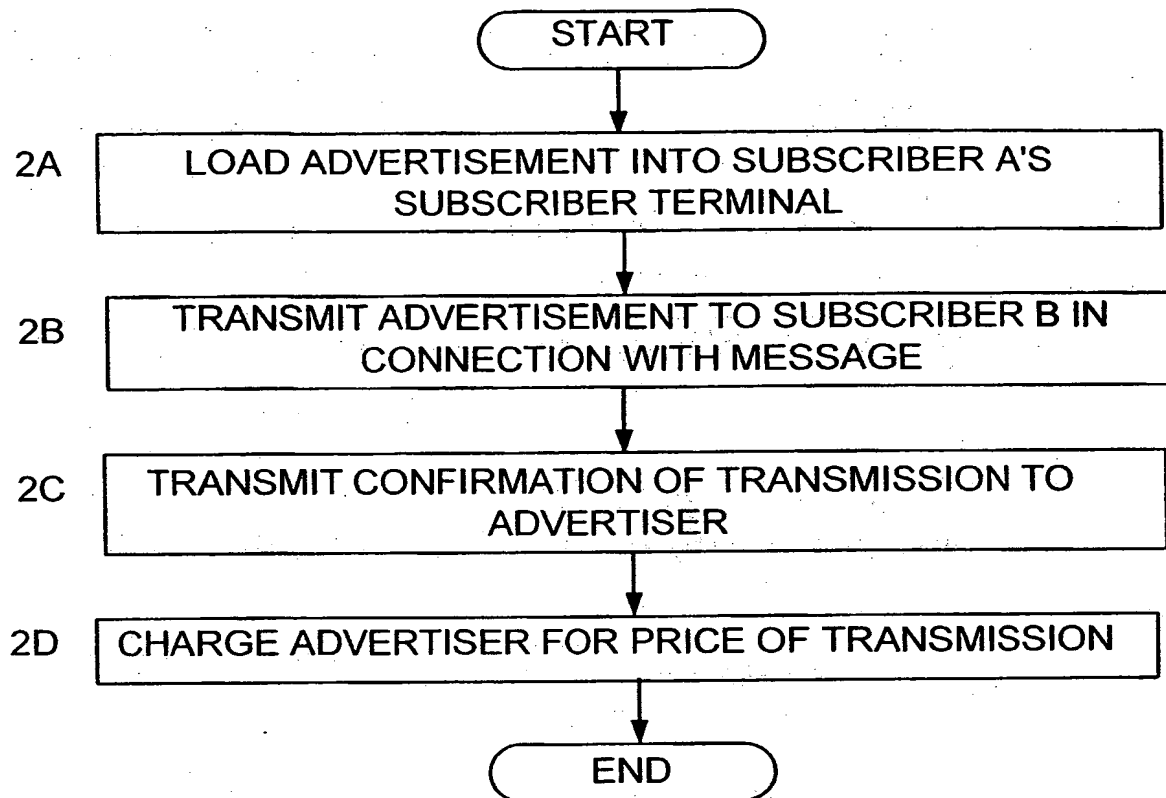 START
2A
LOAD ADVERTISEMENT INTO SUBSCRIBER A'S
SUBSCRIBER TERMINAL
2B
TRANSMIT ADVERTISEMENT TO SUBSCRIBER B IN
CONNECTION WITH MESSAGE
2C
TRANSMIT CONFIRMATION OF TRANSMISSION TO
ADVERTISER
2D
CHARGE ADVERTISER FOR PRICE OF TRANSMISSION
END